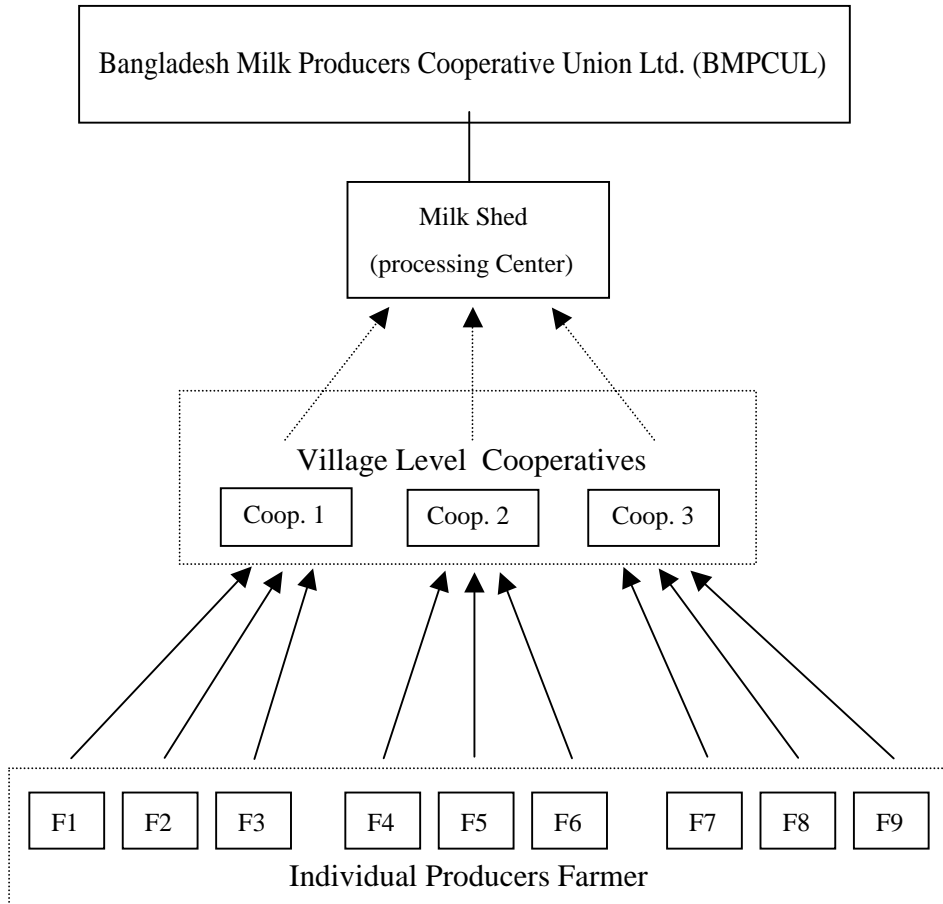 Bangladesh Milk Producers Cooperative Union Ltd. (BMPCUL)
Milk Shed
(processing Center)
Village Level Cooperatives
Coop. 1 Coop. 2 Coop. 3
F1 F2 F3 F4 F5 F6 F7 F8 F9
Individual Producers Farmer